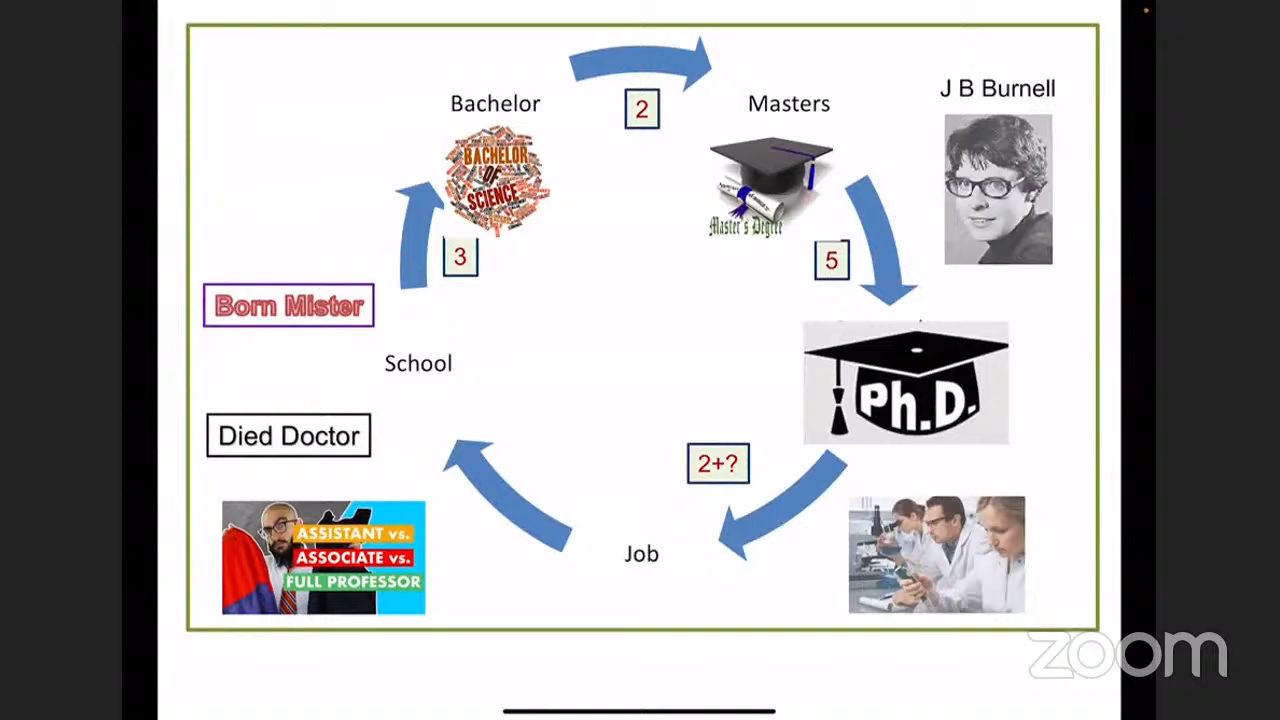 J B Burnell
Bachelor
2
Masters
BACHELOR
OF
SCIENCE
Master's Degree
3
5
Born Mister
School
Ph.D.
Died Doctor
2+?
ASSISTANT vs.
ASSOCIATE vs.
FULL PROFESSOR
Job
zoom